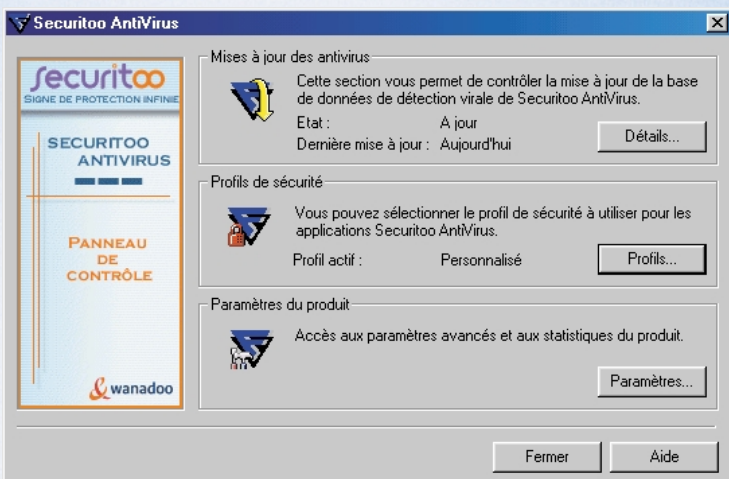 Securitoo AntiVirus
Securitoo
SIGNE DE PROTECTION INFINIE
SECURITOO
ANTIVIRUS
PANNEAU
DE
CONTRÔLE
& wanadoo
Mises à jour des antivirus
Cette section vous permet de contrôler la mise à jour de la base
de données de détection virale de Securitoo AntiVirus.
Etat : A jour
Dernière mise à jour : Aujourd'hui
Détails...
Profils de sécurité
Vous pouvez sélectionner le profil de sécurité à utiliser pour les
applications Securitoo AntiVirus.
Profil actif : Personnalisé
Profils...
Paramètres du produit
Accès aux paramètres avancés et aux statistiques du produit.
Paramètres...
Fermer
Aide